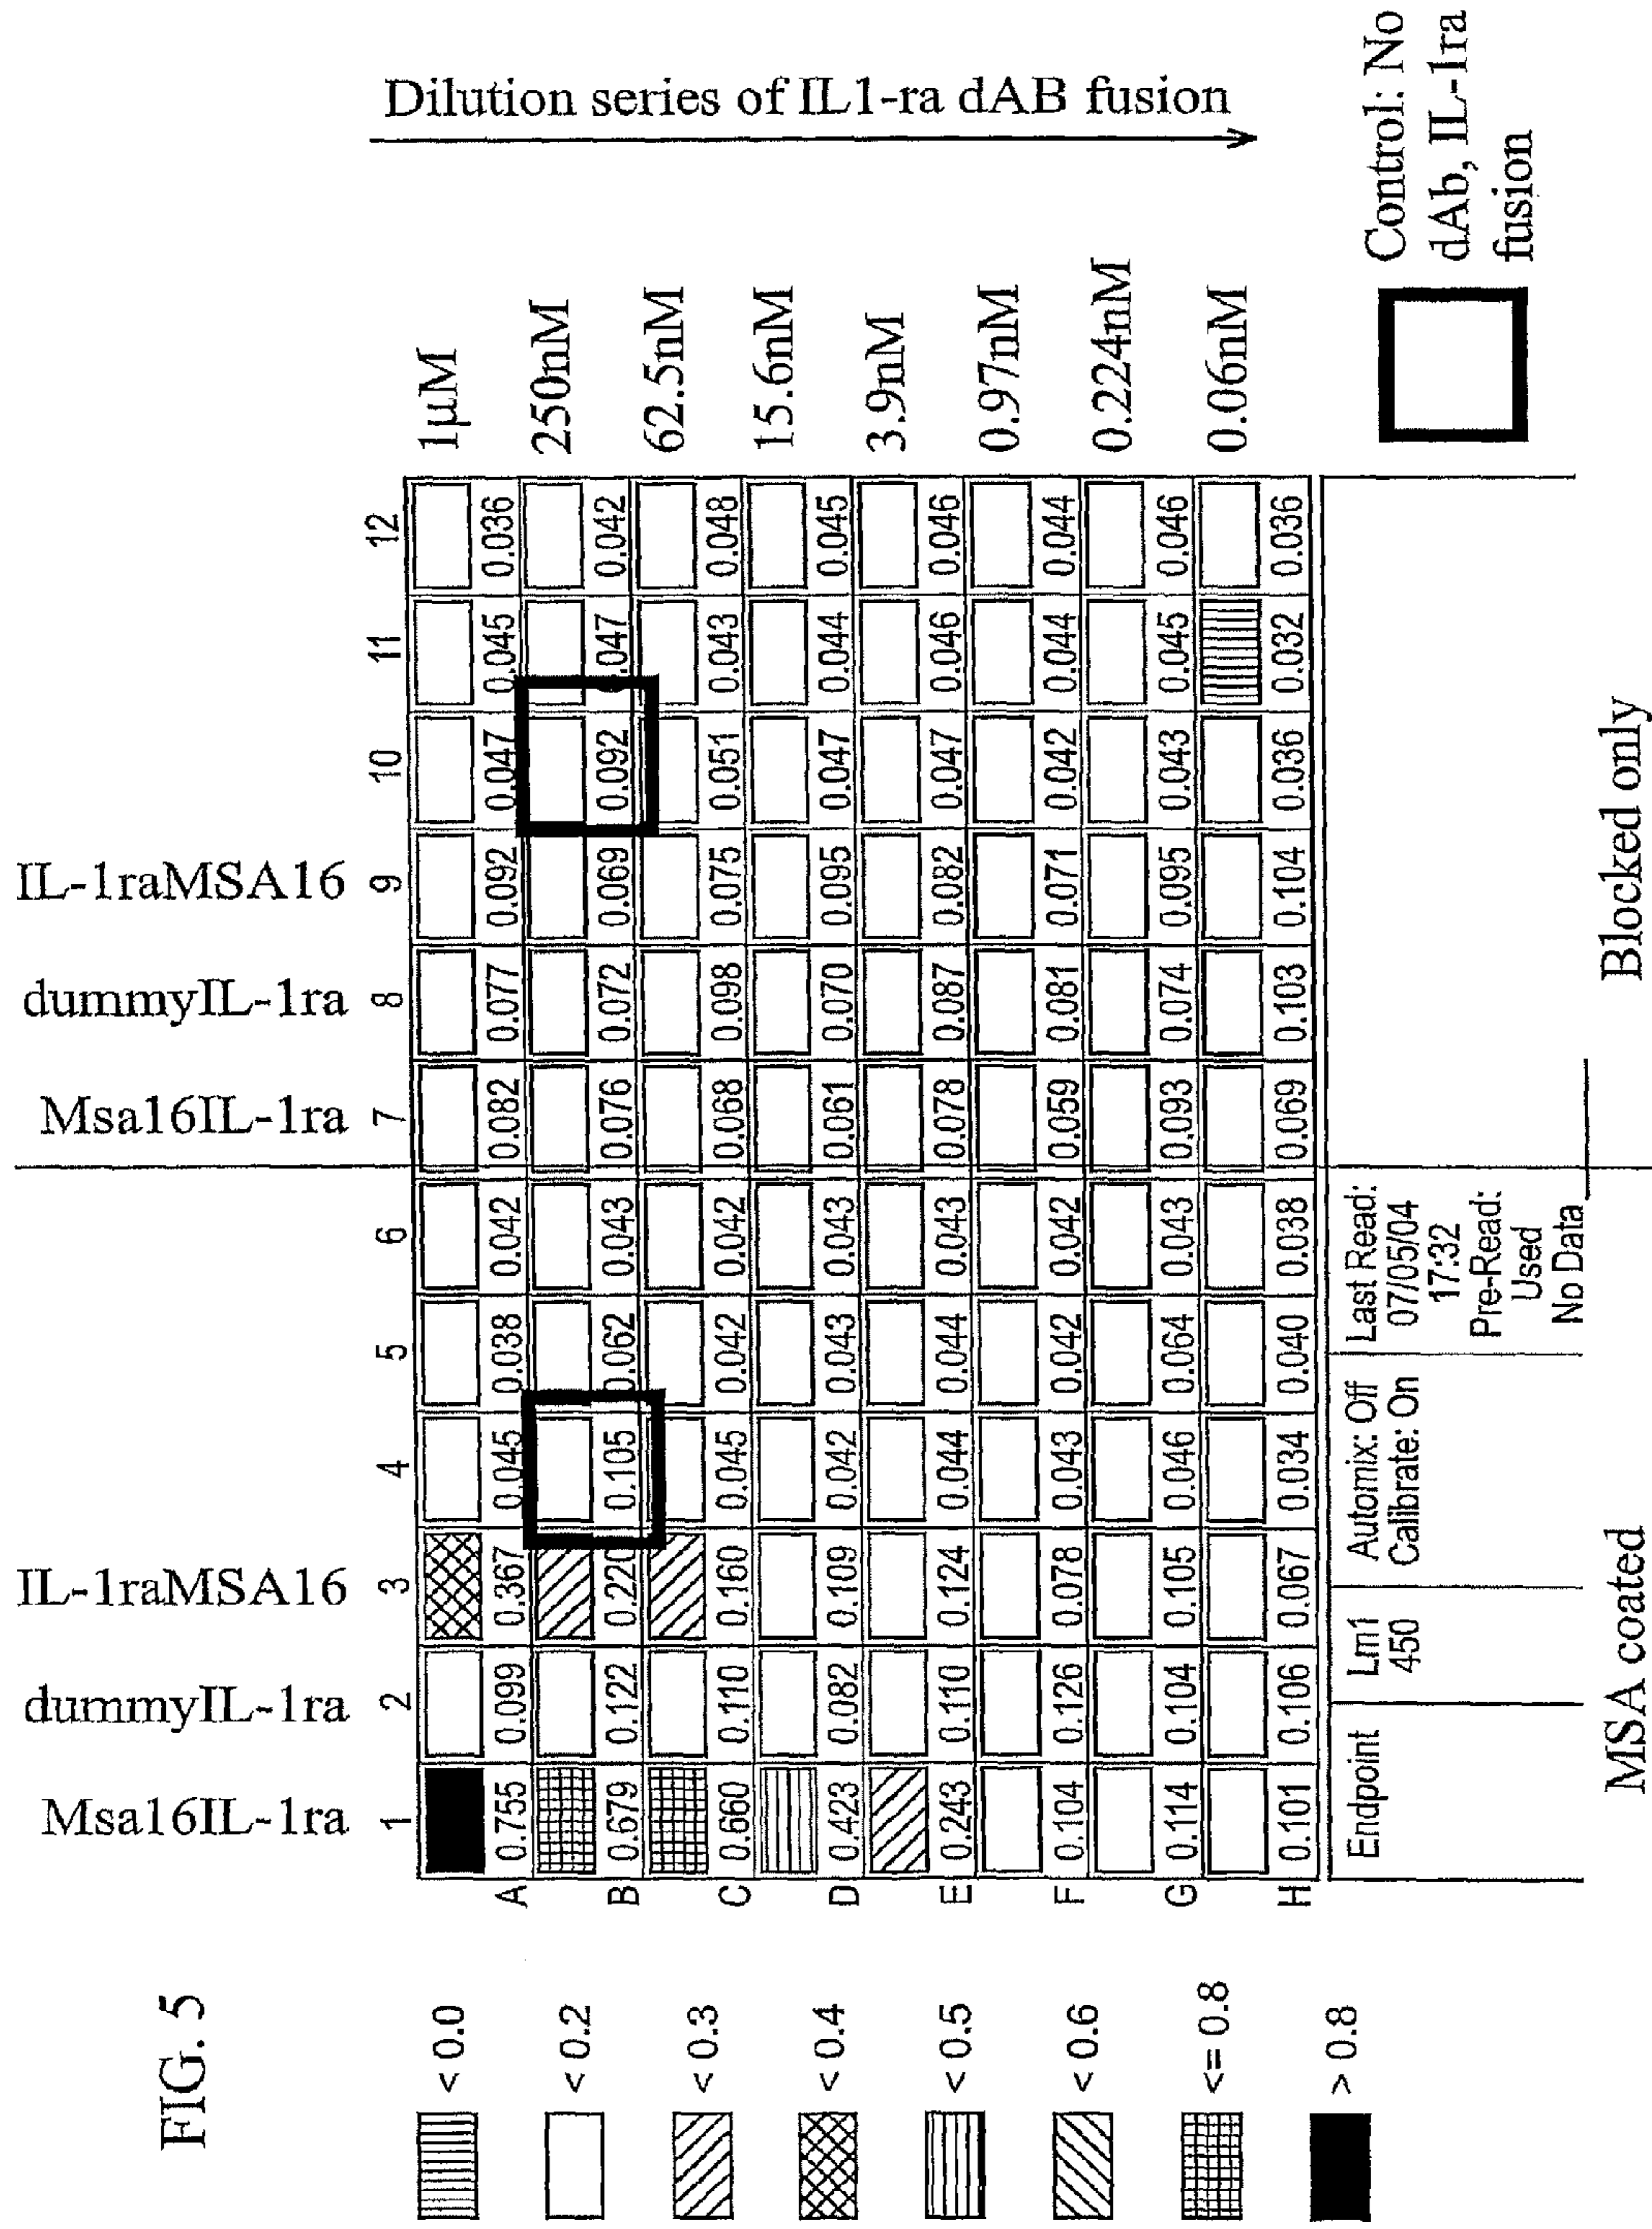 FIG. 5
< 0.0
< 0.2
< 0.3
< 0.4
< 0.5
< 0.6
<= 0.8
> 0.8
Msa16IL-1ra dummyIL-1ra IL-1raMSA16 Msa16IL-1ra dummyIL-1ra IL-1raMSA16
1 2 3 4 5 6 7 8 9 10 11 12
A 0.755 0.099 0.367 0.045 0.038 0.042 0.082 0.077 0.092 0.047 0.045 0.036 1µM
B 0.679 0.122 0.220 0.105 0.062 0.043 0.076 0.072 0.069 0.092 0.047 0.042 250nM
C 0.660 0.110 0.160 0.045 0.042 0.042 0.068 0.098 0.075 0.051 0.043 0.048 62.5nM
D 0.423 0.082 0.109 0.042 0.043 0.043 0.061 0.070 0.095 0.047 0.044 0.045 15.6nM
E 0.243 0.110 0.124 0.044 0.044 0.043 0.078 0.087 0.082 0.047 0.046 0.046 3.9nM
F 0.104 0.126 0.078 0.043 0.042 0.042 0.059 0.081 0.071 0.042 0.044 0.044 0.97nM
G 0.114 0.104 0.105 0.046 0.064 0.043 0.093 0.074 0.095 0.043 0.045 0.046 0.224nM
H 0.101 0.106 0.067 0.034 0.040 0.038 0.069 0.103 0.104 0.036 0.032 0.036 0.06nM
Dilution series of IL1-ra dAB fusion
Endpoint
Lm1
450
Automix: Off
Calibrate: On
Last Read:
07/05/04
17:32
Pre-Read:
Used
No Data
MSA coated
Blocked only
Control: No
dAb, IL-1ra
fusion